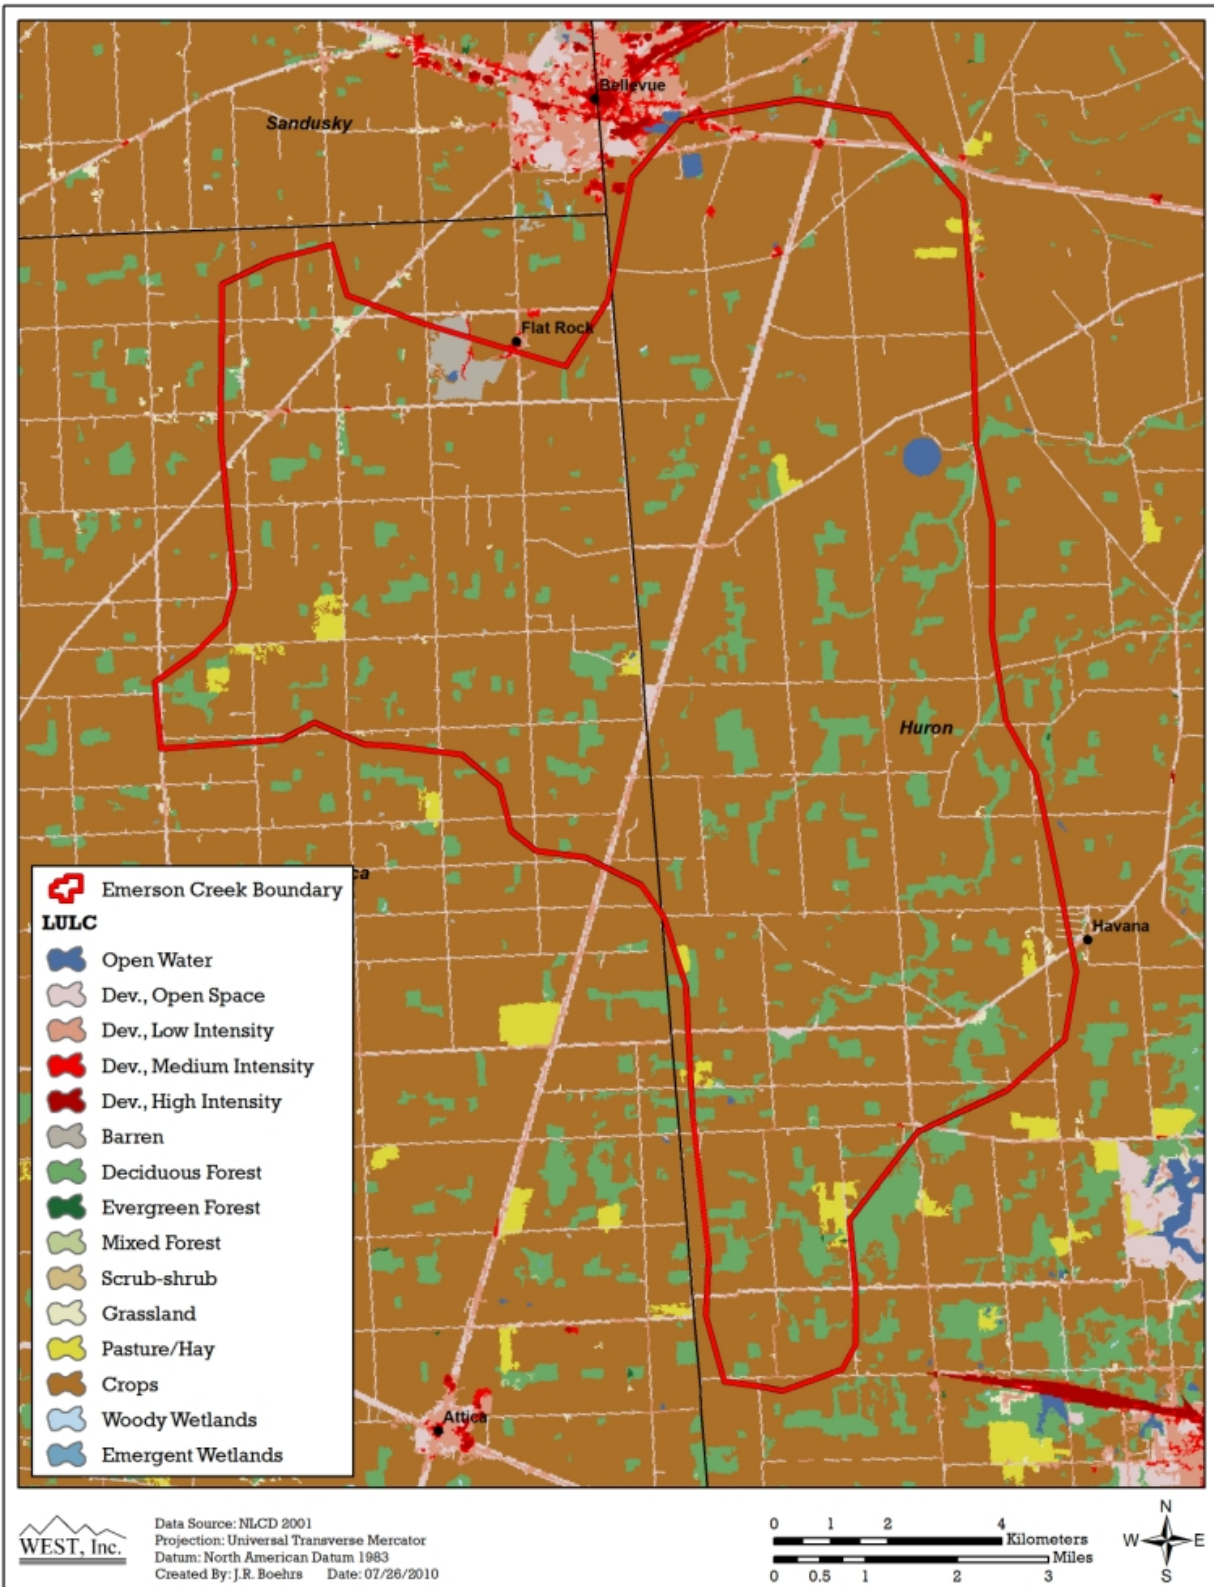 Bellevue
Sandusky
Flat Rock
Huron
ca
Havana
Attica
Emerson Creek Boundary
LULC
Open Water
Dev., Open Space
Dev., Low Intensity
Dev., Medium Intensity
Dev., High Intensity
Barren
Deciduous Forest
Evergreen Forest
Mixed Forest
Scrub-shrub
Grassland
Pasture/Hay
Crops
Woody Wetlands
Emergent Wetlands
WEST, Inc.
Data Source: NLCD 2001
Projection: Universal Transverse Mercator
Datum: North American Datum 1983
Created By: J.R. Boehrs Date: 07/26/2010
0 1 2 4
Kilometers
Miles
0 0.5 1 2 3
N
W E
S